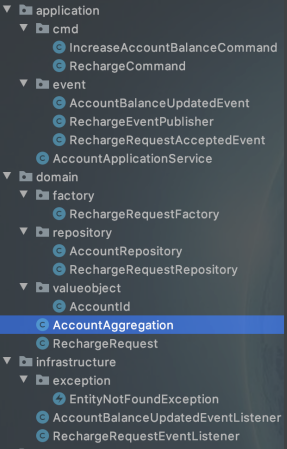 application
cmd
IncreaseAccountBalanceCommand
RechargeCommand
event
AccountBalanceUpdatedEvent
RechargeEventPublisher
RechargeRequestAcceptedEvent
AccountApplicationService
domain
factory
RechargeRequestFactory
repository
AccountRepository
RechargeRequestRepository
valueobject
AccountId
AccountAggregation
RechargeRequest
infrastructure
exception
EntityNotFoundException
AccountBalanceUpdatedEventListener
RechargeRequestEventListener